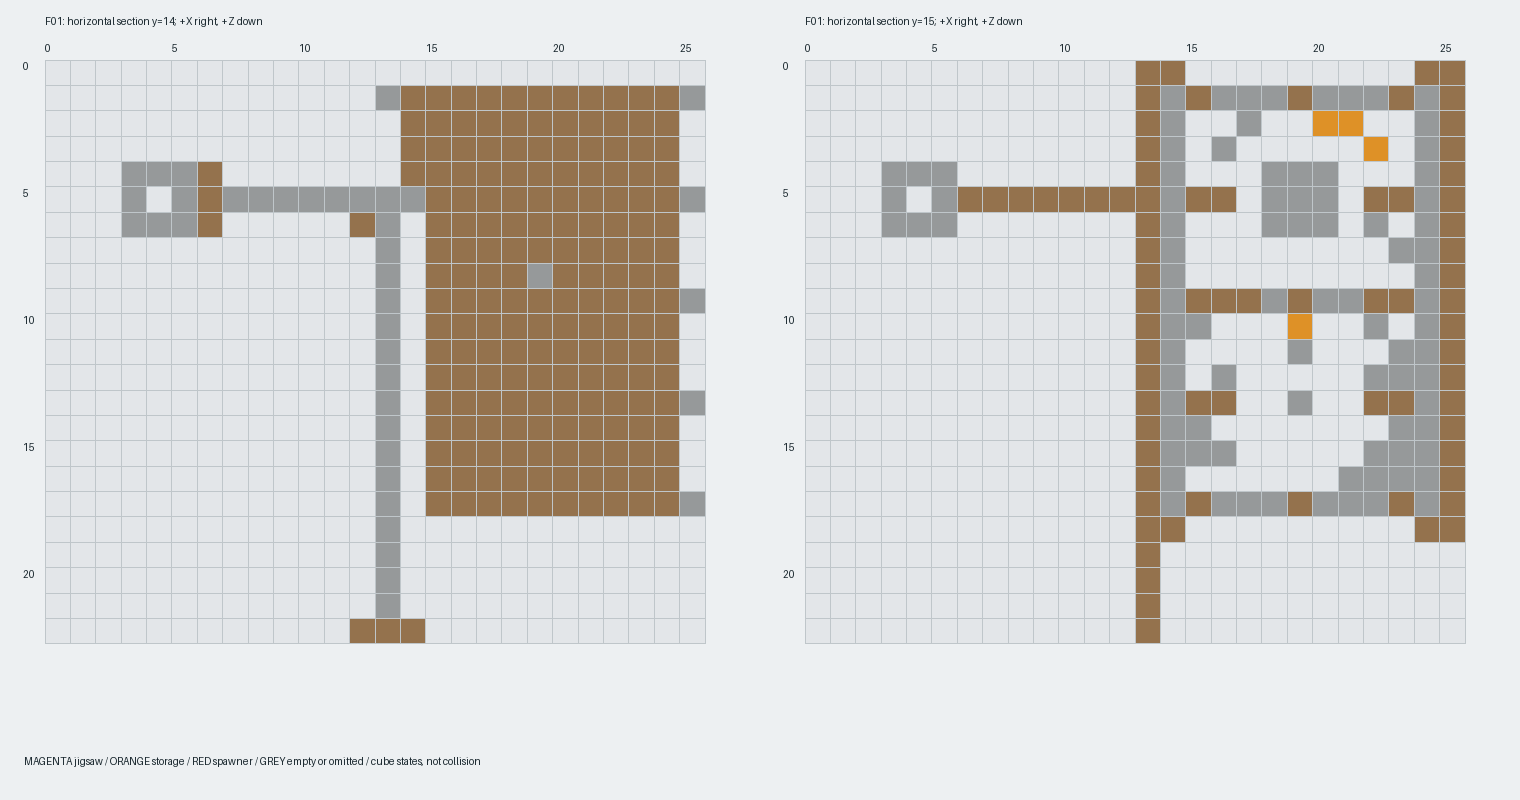 F01: horizontal section y=14; +X right, +Z down
F01: horizontal section y=15; +X right, +Z down
0 5 10 15 20 25
0 5 10 15 20 25
0 0
5 5
10 10
15 15
20 20
MAGENTA jigsaw / ORANGE storage / RED spawner / GREY empty or omitted / cube states, not collision